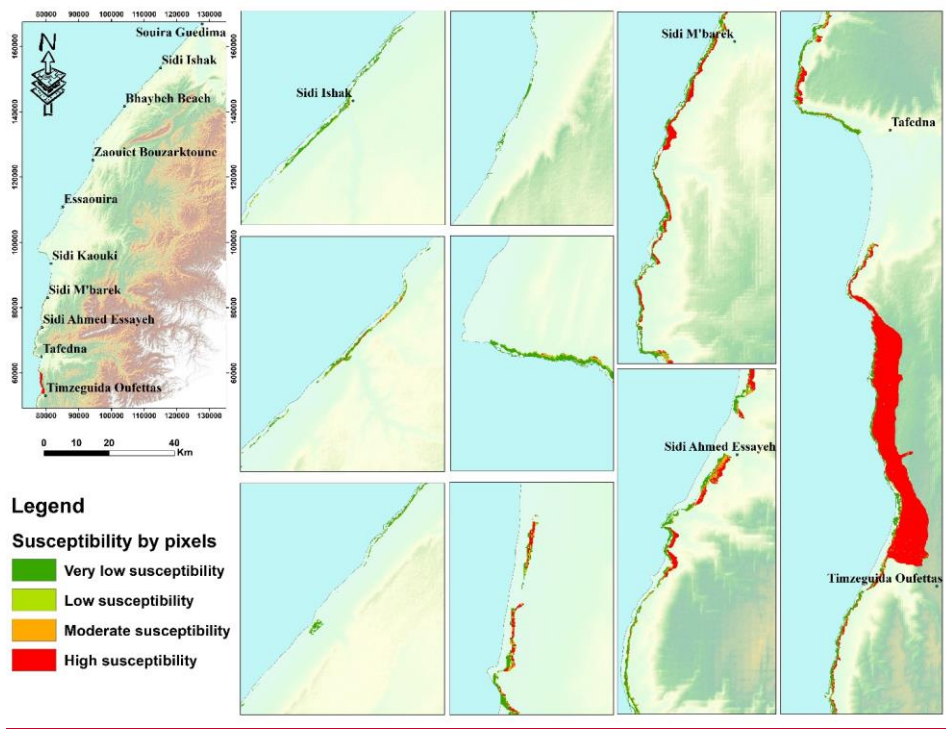 80000 90000 100000 110000 120000 130000
N
Souira Guedima
Sidi Ishak
Bhaybeh Beach
Zaouiet Bouzarktoune
Essaouira
Sidi Kaouki
Sidi M'barek
Sidi Ahmed Essayeh
Tafedna
Timzeguida Oufettas
160000
140000
120000
100000
80000
60000
160000
140000
120000
100000
80000
60000
80000 90000 100000 110000 120000 130000
0 10 20 40
Km
Legend
Susceptibility by pixels
Very low susceptibility
Low susceptibility
Moderate susceptibility
High susceptibility
Sidi Ishak
Sidi M'barek
Sidi Ahmed Essayeh
Tafedna
Timzeguida Oufettas